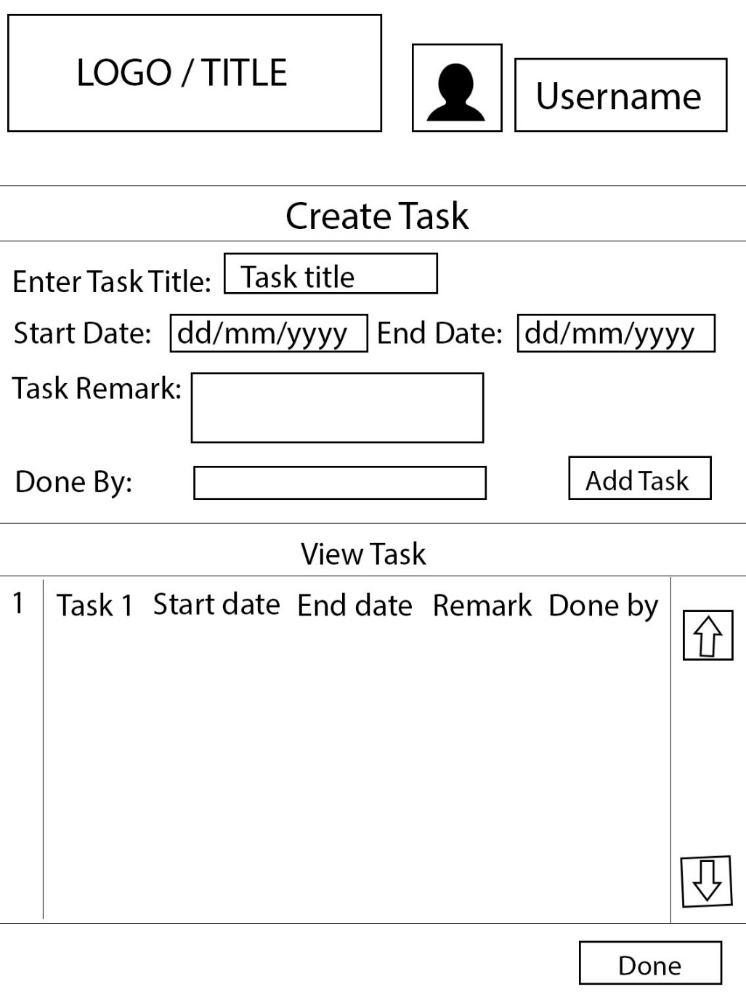 LOGO / TITLE
Username
Create Task
Enter Task Title: Task title
Start Date: dd/mm/yyyy End Date: dd/mm/yyyy
Task Remark:
Done By: Add Task
View Task
1 Task 1 Start date End date Remark Done by
Done